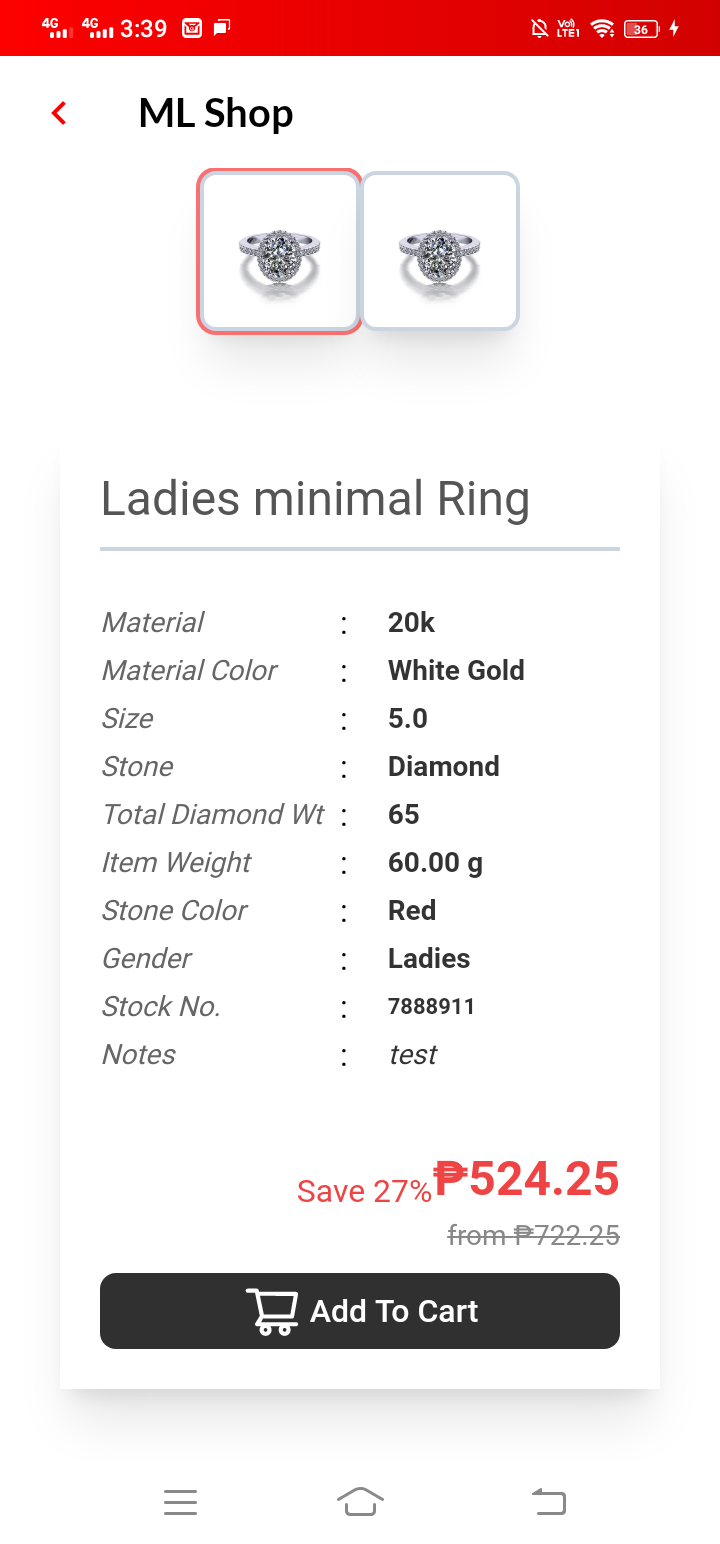 4G 4G 3:39 Vo) LTE1 36
ML Shop
Ladies minimal Ring
Material : 20k
Material Color : White Gold
Size : 5.0
Stone : Diamond
Total Diamond Wt : 65
Item Weight : 60.00 g
Stone Color : Red
Gender : Ladies
Stock No. : 7888911
Notes : test
Save 27% ₱524.25
from ₱722.25
Add To Cart